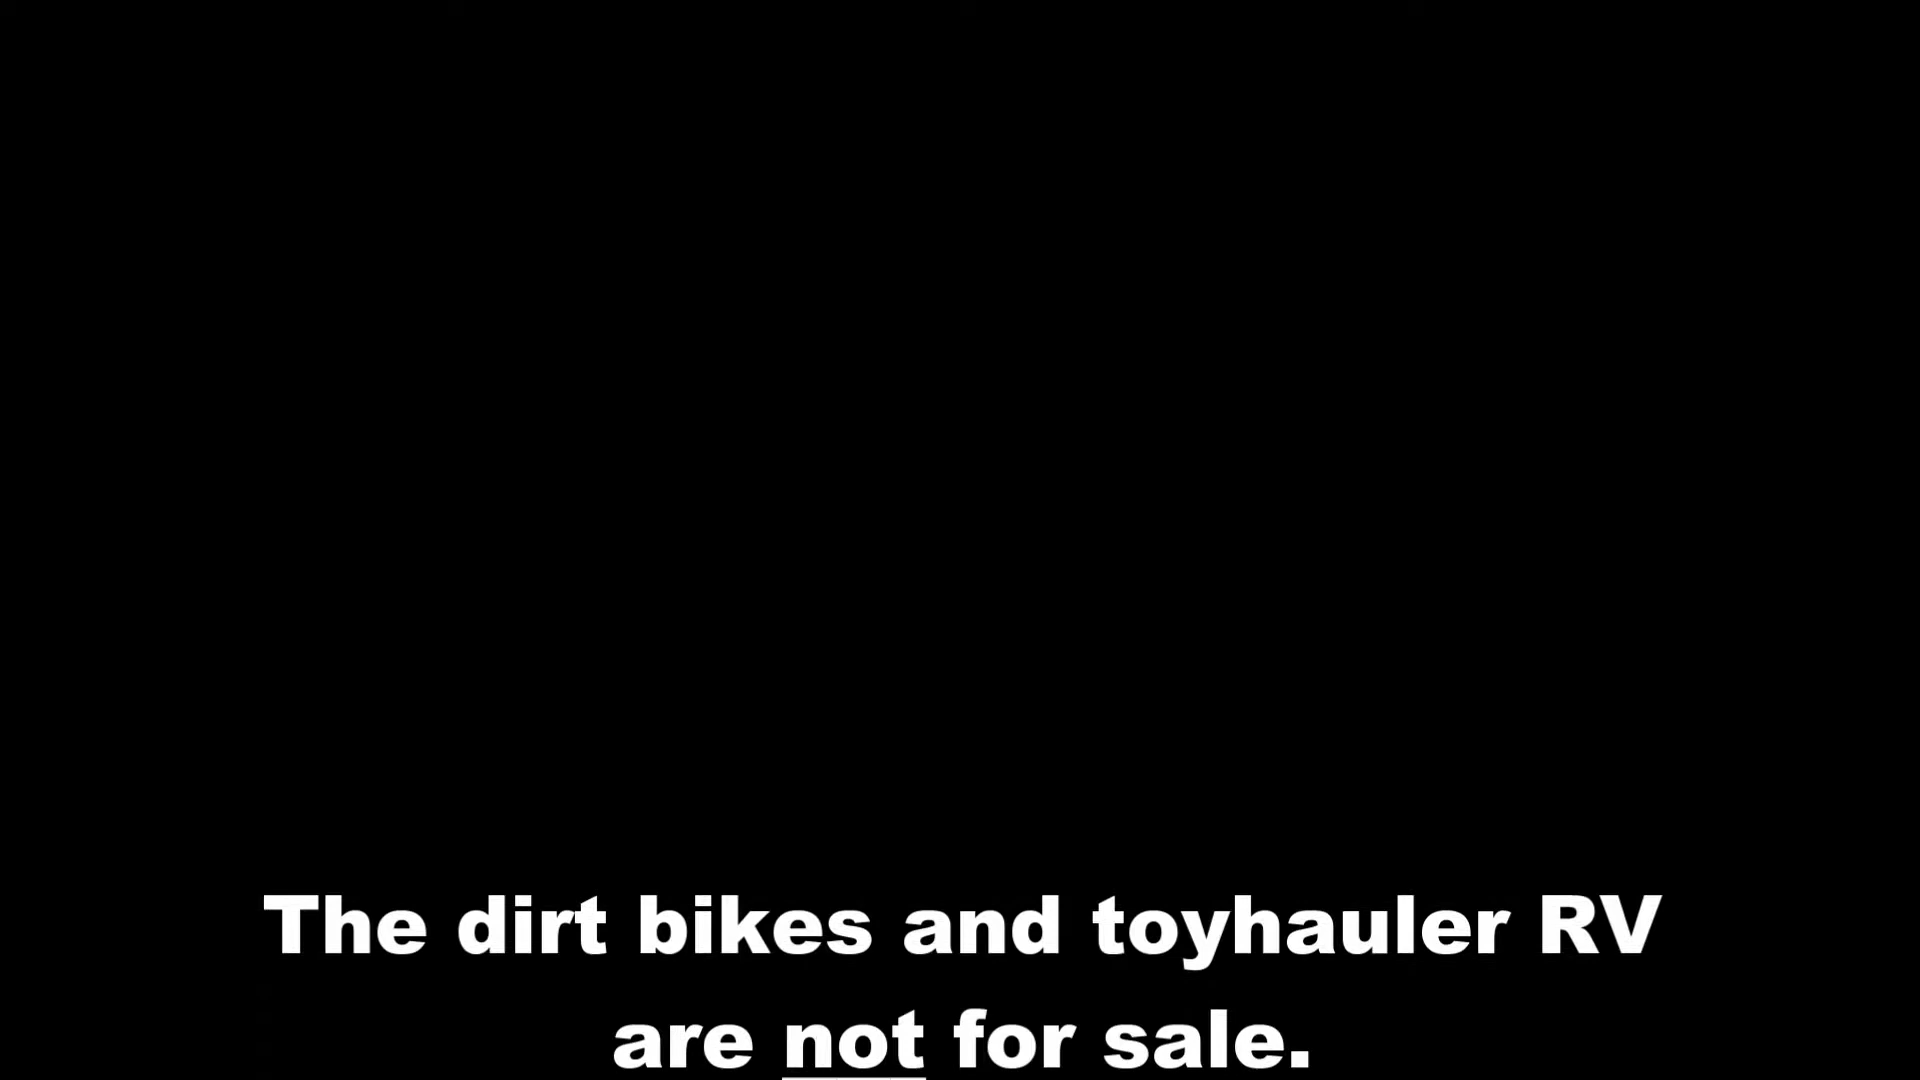 The dirt bikes and toyhauler RV
are not for sale.